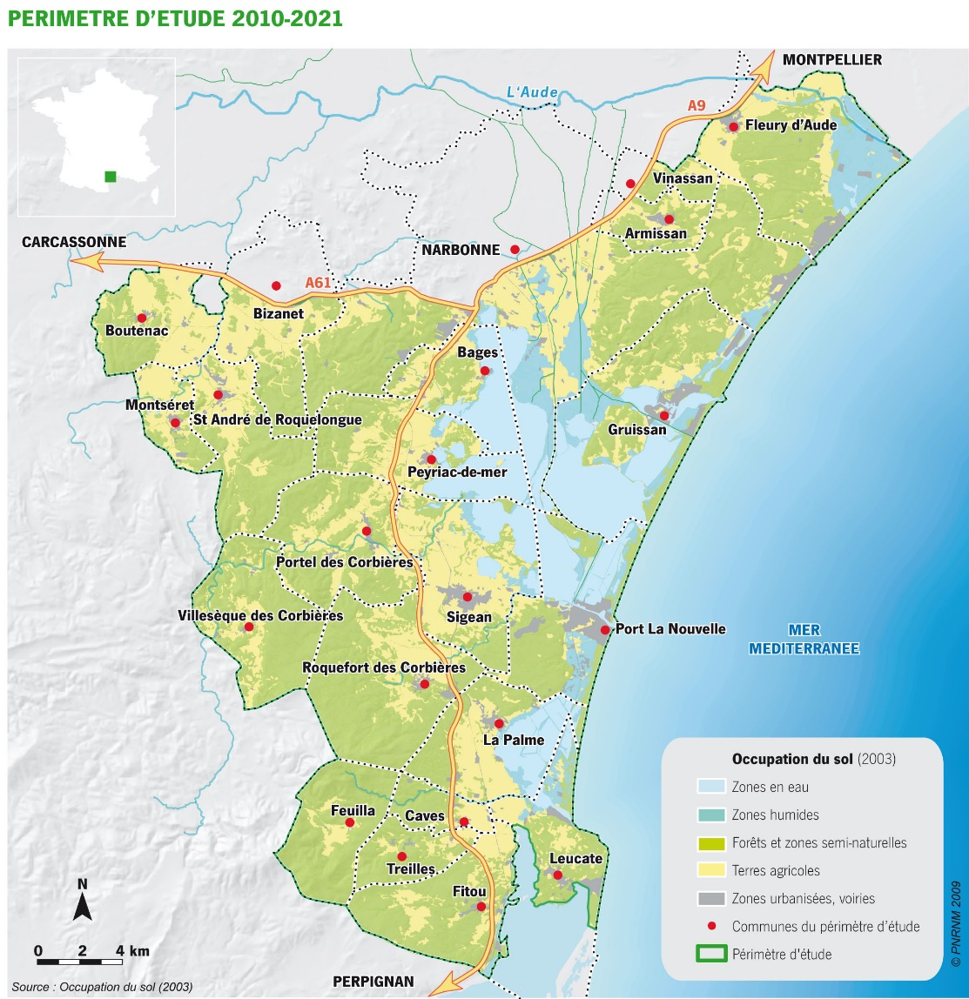 PERIMETRE D'ETUDE 2010-2021
MONTPELLIER
L'Aude
A9
Fleury d'Aude
Vinassan
Armissan
CARCASSONNE
NARBONNE
A61
Bizanet
Boutenac
Bages
Montséret
St André de Roquelongue
Gruissan
Peyriac-de-mer
Portel des Corbières
Villesèque des Corbières
Sigean
Port La Nouvelle
MER
MEDITERRANEE
Roquefort des Corbières
La Palme
Feuilla
Caves
Treilles
Leucate
Fitou
N
0 2 4 km
PERPIGNAN
Source : Occupation du sol (2003)
Occupation du sol (2003)
Zones en eau
Zones humides
Forêts et zones semi-naturelles
Terres agricoles
Zones urbanisées, voiries
Communes du périmètre d'étude
Périmètre d'étude
© PNRNM 2009